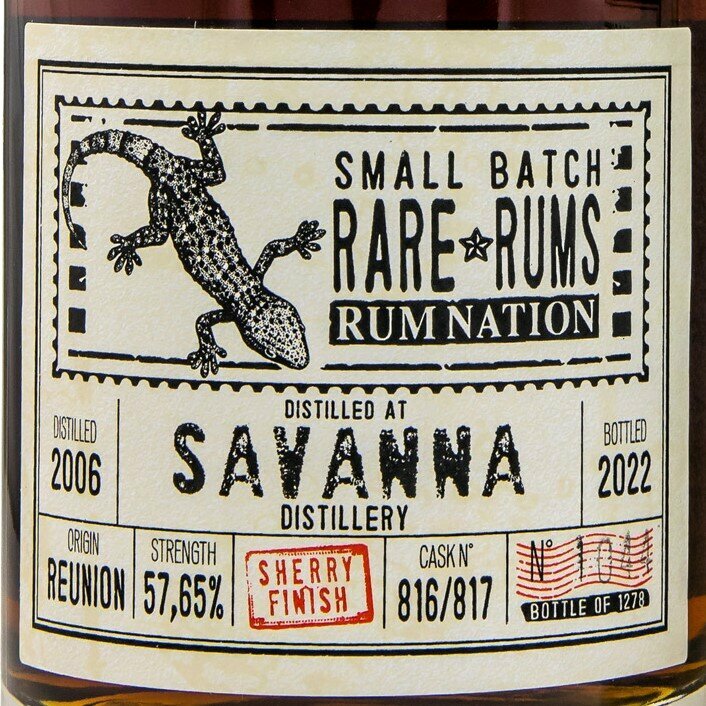 SMALL BATCH
RARE ★ RUMS
RUM NATION
DISTILLED
2006
DISTILLED AT
SAVANNA
DISTILLERY
BOTTLED
2022
ORIGIN
REUNION
STRENGTH
57,65%
SHERRY
FINISH
CASK N°
816/817
N°
BOTTLE OF 1278